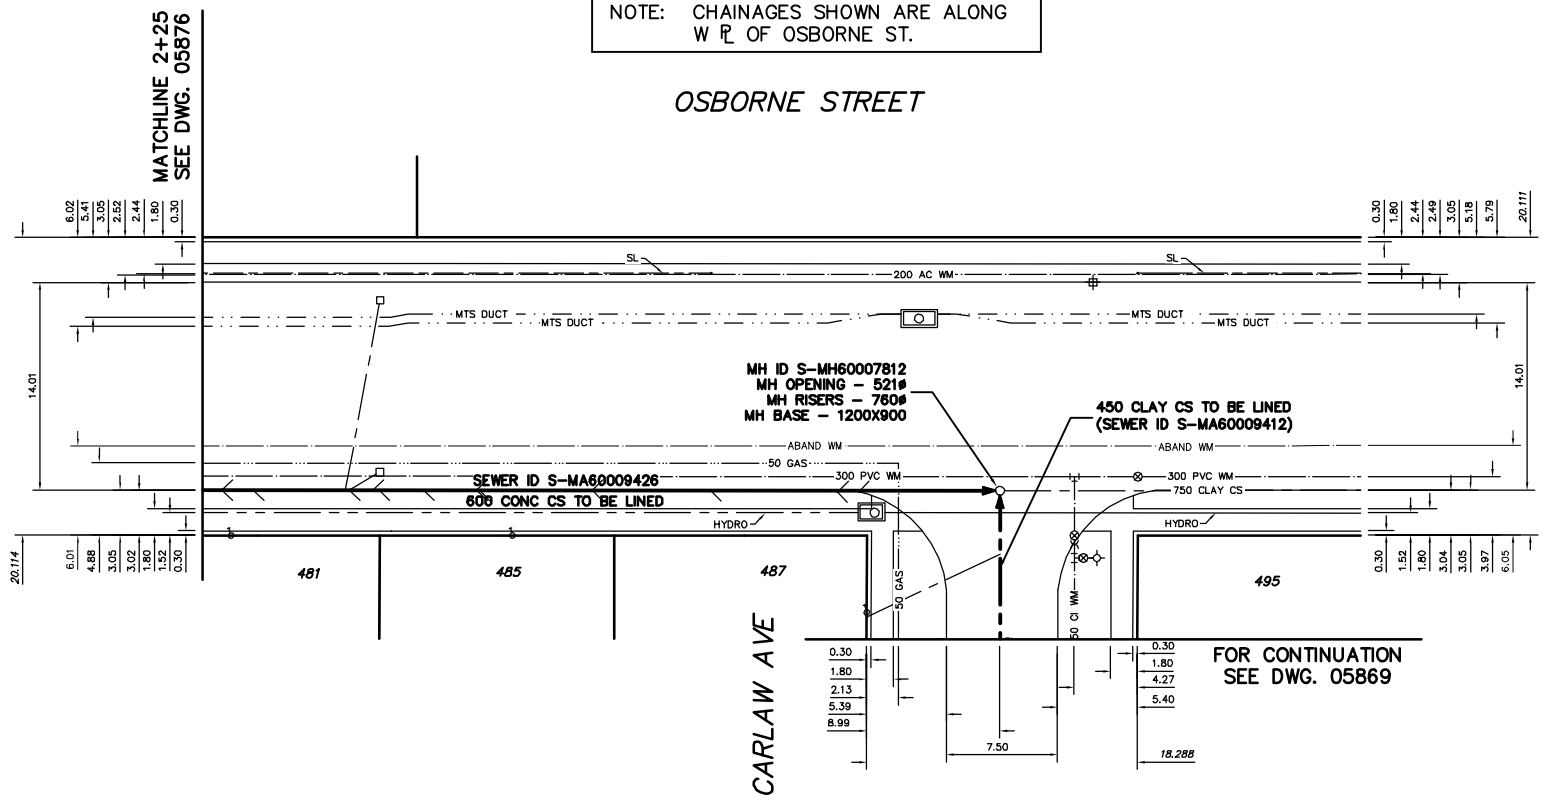 NOTE: CHAINAGES SHOWN ARE ALONG
W ⅊ OF OSBORNE ST.
MATCHLINE 2+25
SEE DWG. 05876
OSBORNE STREET
6.02
5.41
3.05
2.52
2.44
1.80
0.30
0.30
1.80
2.44
2.49
3.05
5.18
5.79
20.111
SL
SL
200 AC WM
MTS DUCT
MTS DUCT
MTS DUCT
MTS DUCT
14.01
14.01
MH ID S-MH60007812
MH OPENING - 521ø
MH RISERS - 760ø
MH BASE - 1200X900
450 CLAY CS TO BE LINED
(SEWER ID S-MA60009412)
ABAND WM
ABAND WM
50 GAS
300 PVC WM
300 PVC WM
SEWER ID S-MA60009426
600 CONC CS TO BE LINED
750 CLAY CS
HYDRO
HYDRO
20.114
6.01
4.88
3.05
3.02
1.80
1.52
0.30
0.30
1.52
1.80
3.04
3.05
3.97
6.05
481
485
487
495
50 GAS
50 CI WM
CARLAW AVE
FOR CONTINUATION
SEE DWG. 05869
0.30
1.80
2.13
5.39
8.99
0.30
1.80
4.27
5.40
7.50
18.288